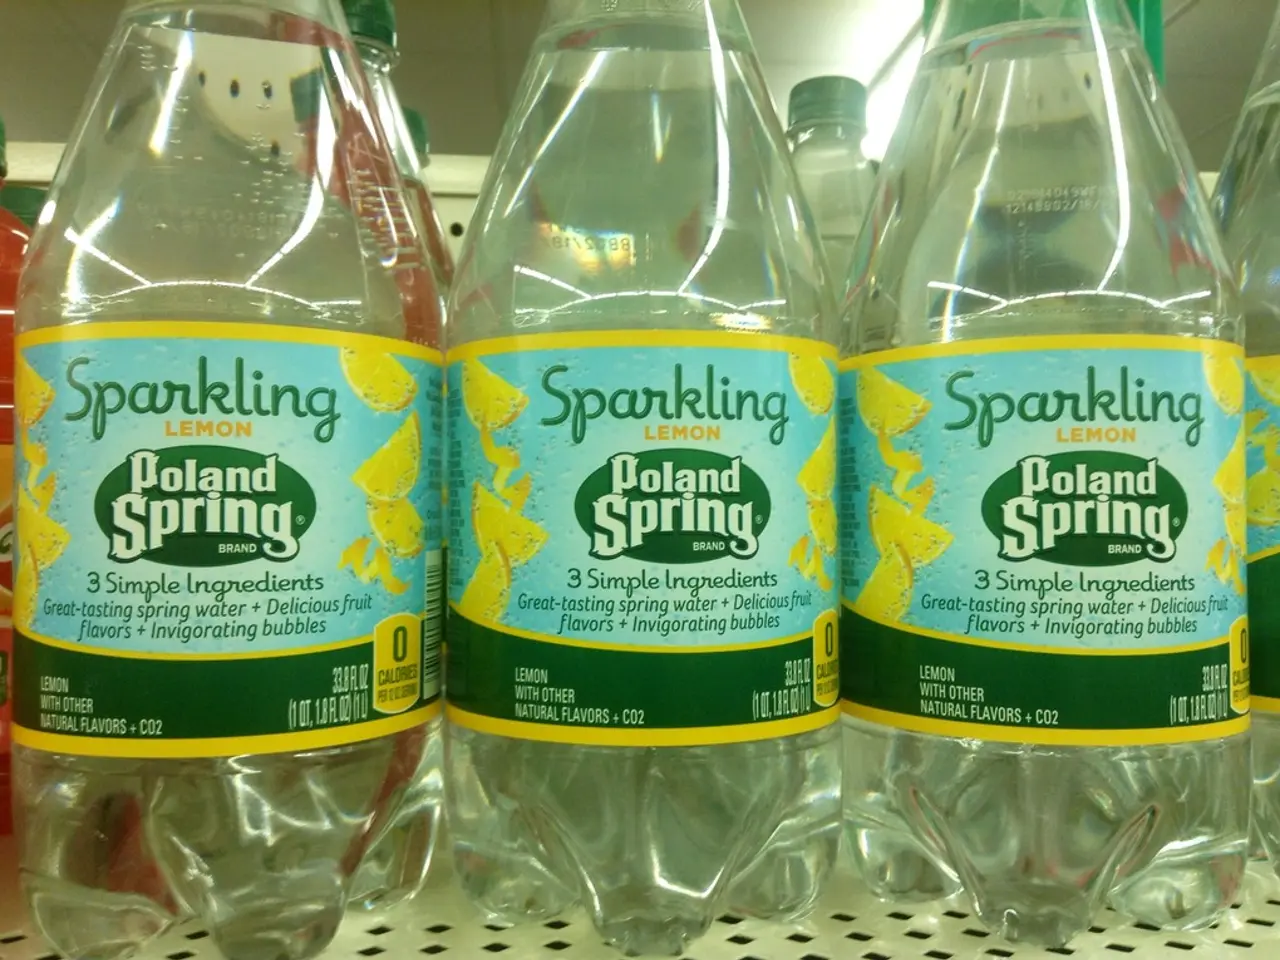 Sparkling
LEMON
Poland
Spring®
BRAND
3 Simple Ingredients
Great-tasting spring water + Delicious fruit
flavors + Invigorating bubbles
LEMON
WITH OTHER
NATURAL FLAVORS + CO2
33.8 FL OZ
(1 QT, 1.8 FL OZ) (1 L)
0
CALORIES
PER 12 OZ SERVING
Sparkling
LEMON
Poland
Spring®
BRAND
3 Simple Ingredients
Great-tasting spring water + Delicious fruit
flavors + Invigorating bubbles
LEMON
WITH OTHER
NATURAL FLAVORS + CO2
33.8 FL OZ
(1 QT, 1.8 FL OZ) (1 L)
0
Sparkling
LEMON
Poland
Spring®
BRAND
3 Simple Ingredients
Great-tasting spring water + Delicious fruit
flavors + Invigorating bubbles
LEMON
WITH OTHER
NATURAL FLAVORS + CO2
33.8 FL OZ
(1 QT, 1.8 FL OZ) (1 L)
0